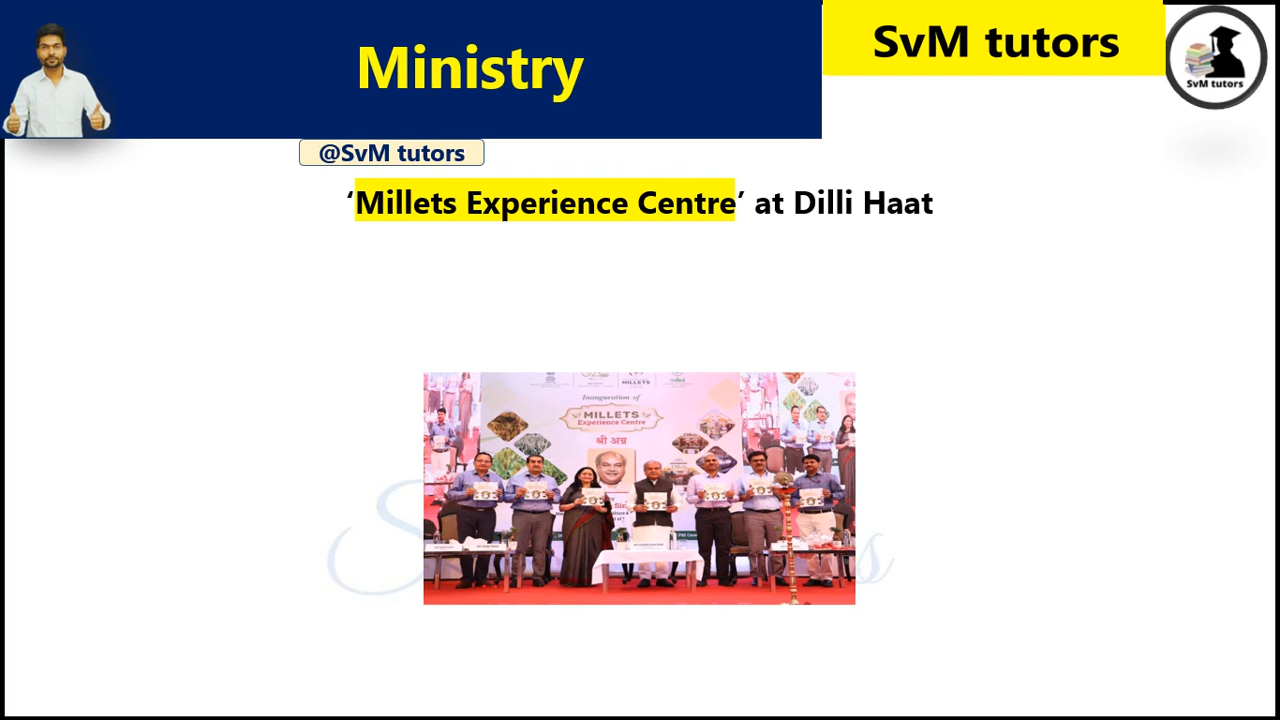 Ministry
SvM tutors
SvM tutors
@SvM tutors
‘Millets Experience Centre’ at Dilli Haat
MILLETS
Inauguration of
MILLETS
Experience Centre
श्री अन्न